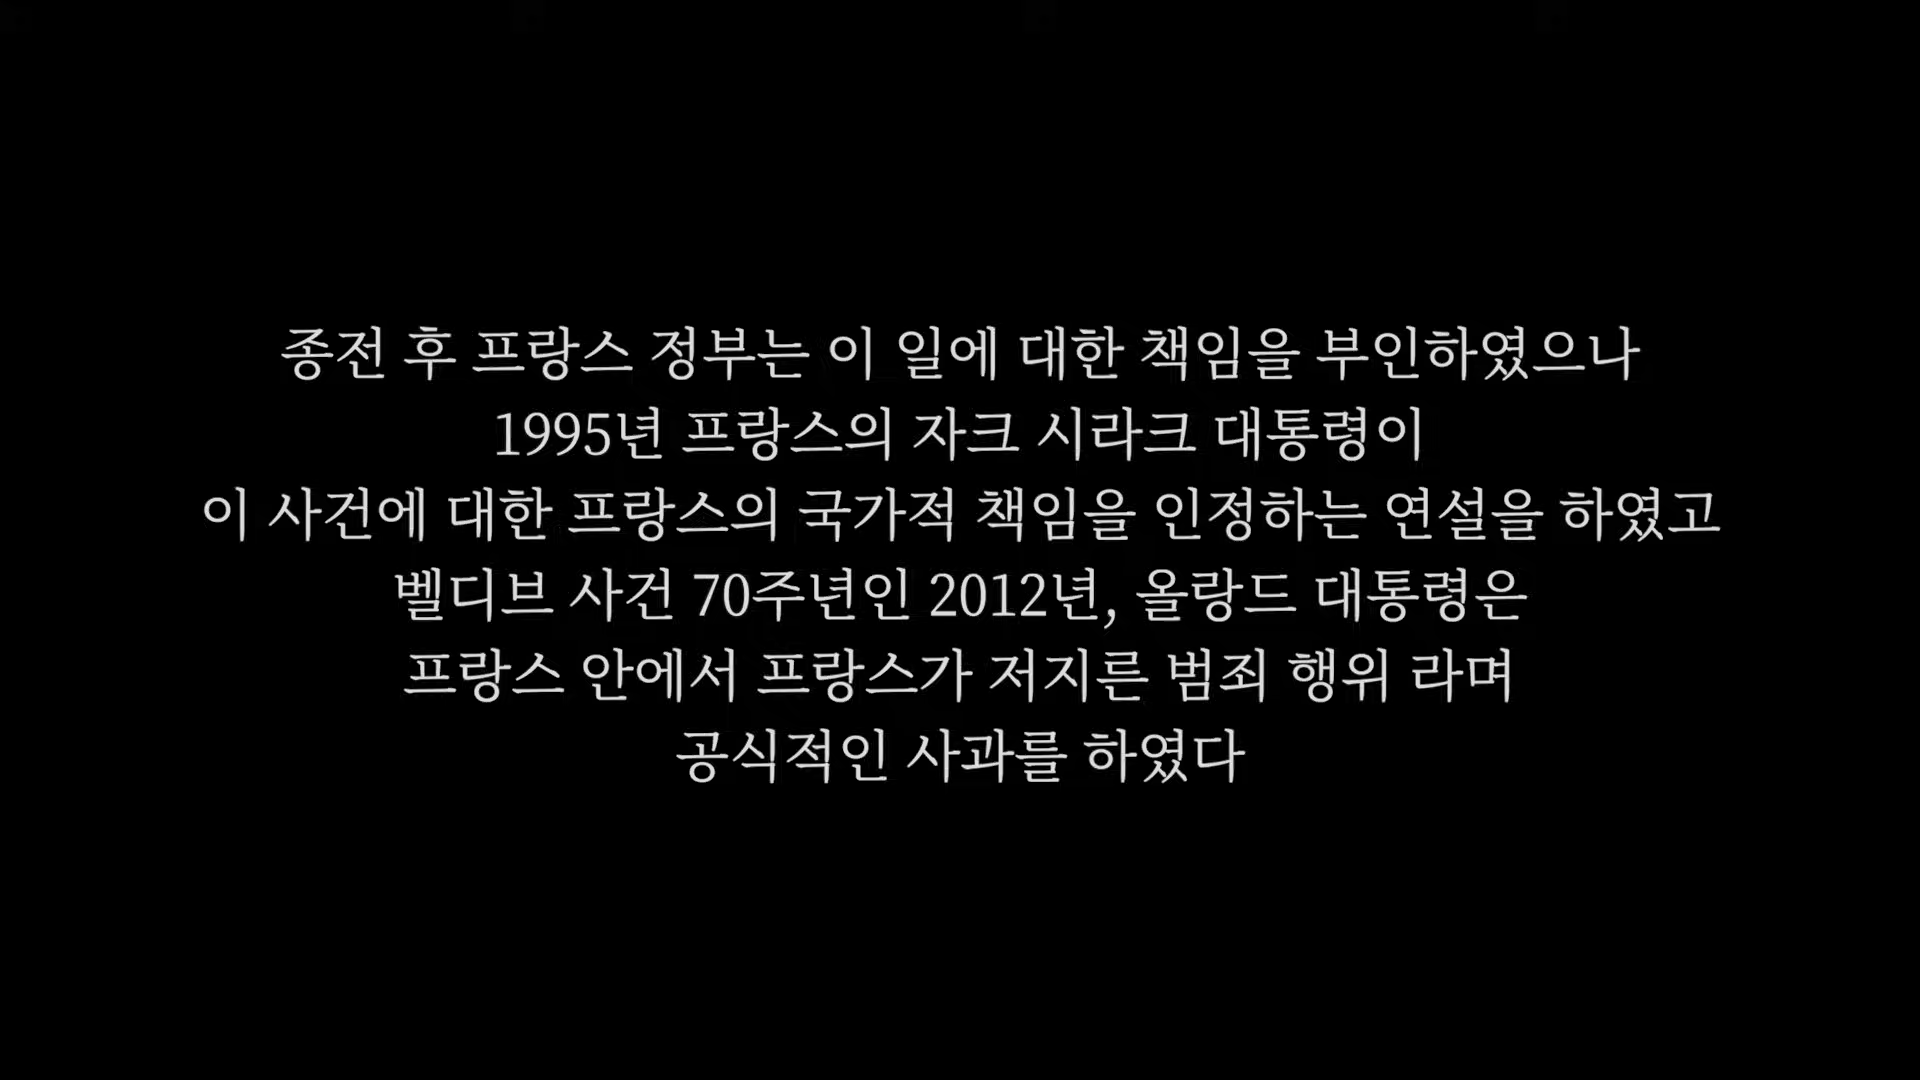 종전 후 프랑스 정부는 이 일에 대한 책임을 부인하였으나
1995년 프랑스의 자크 시라크 대통령이
이 사건에 대한 프랑스의 국가적 책임을 인정하는 연설을 하였고
벨디브 사건 70주년인 2012년, 올랑드 대통령은
프랑스 안에서 프랑스가 저지른 범죄 행위 라며
공식적인 사과를 하였다